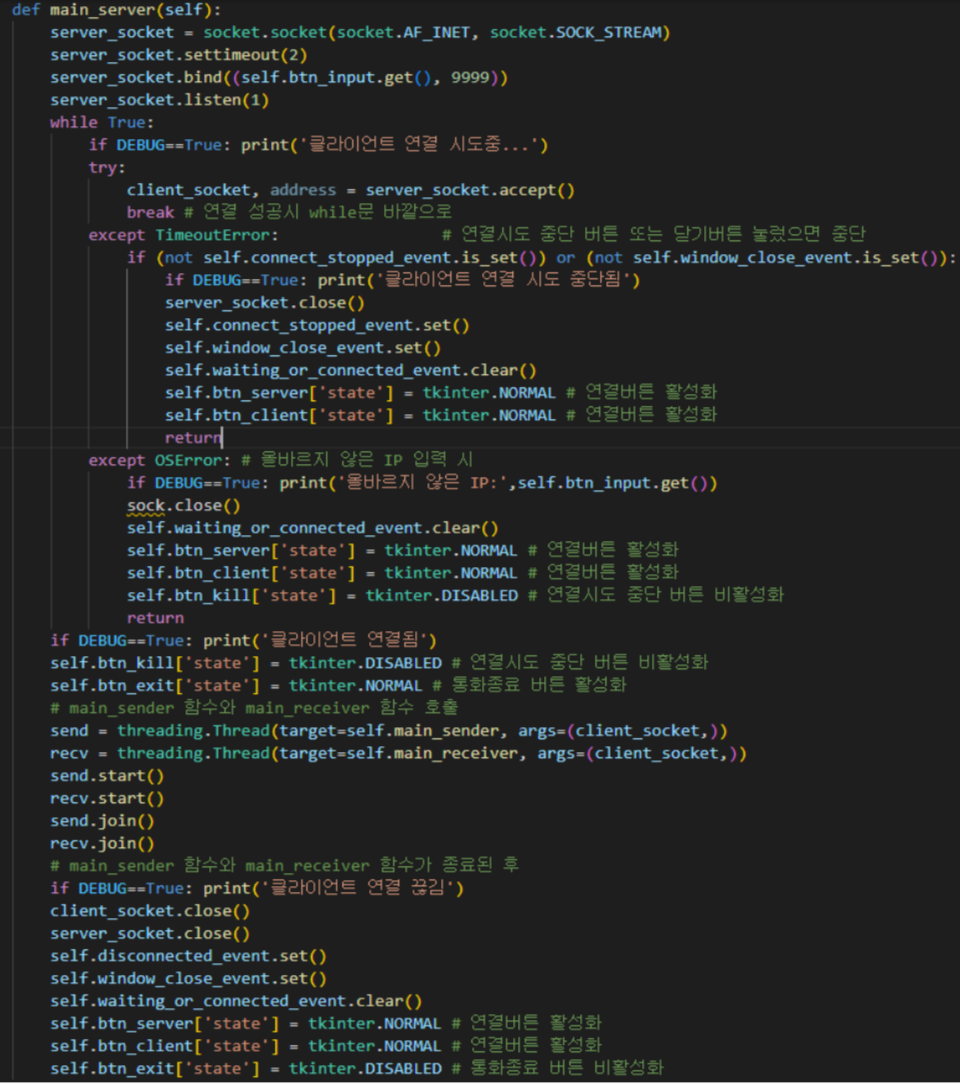 def main_server(self):
    server_socket = socket.socket(socket.AF_INET, socket.SOCK_STREAM)
    server_socket.settimeout(2)
    server_socket.bind((self.btn_input.get(), 9999))
    server_socket.listen(1)
    while True:
        if DEBUG==True: print('클라이언트 연결 시도중...')
        try:
            client_socket, address = server_socket.accept()
            break # 연결 성공시 while문 바깥으로
        except TimeoutError:                # 연결시도 중단 버튼 또는 닫기버튼 눌렀으면 중단
            if (not self.connect_stopped_event.is_set()) or (not self.window_close_event.is_set()):
                if DEBUG==True: print('클라이언트 연결 시도 중단됨')
                server_socket.close()
                self.connect_stopped_event.set()
                self.window_close_event.set()
                self.waiting_or_connected_event.clear()
                self.btn_server['state'] = tkinter.NORMAL # 연결버튼 활성화
                self.btn_client['state'] = tkinter.NORMAL # 연결버튼 활성화
                return
        except OSError: # 올바르지 않은 IP 입력 시
            if DEBUG==True: print('올바르지 않은 IP:',self.btn_input.get())
            sock.close()
            self.waiting_or_connected_event.clear()
            self.btn_server['state'] = tkinter.NORMAL # 연결버튼 활성화
            self.btn_client['state'] = tkinter.NORMAL # 연결버튼 활성화
            self.btn_kill['state'] = tkinter.DISABLED # 연결시도 중단 버튼 비활성화
            return
    if DEBUG==True: print('클라이언트 연결됨')
    self.btn_kill['state'] = tkinter.DISABLED # 연결시도 중단 버튼 비활성화
    self.btn_exit['state'] = tkinter.NORMAL # 통화종료 버튼 활성화
    # main_sender 함수와 main_receiver 함수 호출
    send = threading.Thread(target=self.main_sender, args=(client_socket,))
    recv = threading.Thread(target=self.main_receiver, args=(client_socket,))
    send.start()
    recv.start()
    send.join()
    recv.join()
    # main_sender 함수와 main_receiver 함수가 종료된 후
    if DEBUG==True: print('클라이언트 연결 끊김')
    client_socket.close()
    server_socket.close()
    self.disconnected_event.set()
    self.window_close_event.set()
    self.waiting_or_connected_event.clear()
    self.btn_server['state'] = tkinter.NORMAL # 연결버튼 활성화
    self.btn_client['state'] = tkinter.NORMAL # 연결버튼 활성화
    self.btn_exit['state'] = tkinter.DISABLED # 통화종료 버튼 비활성화